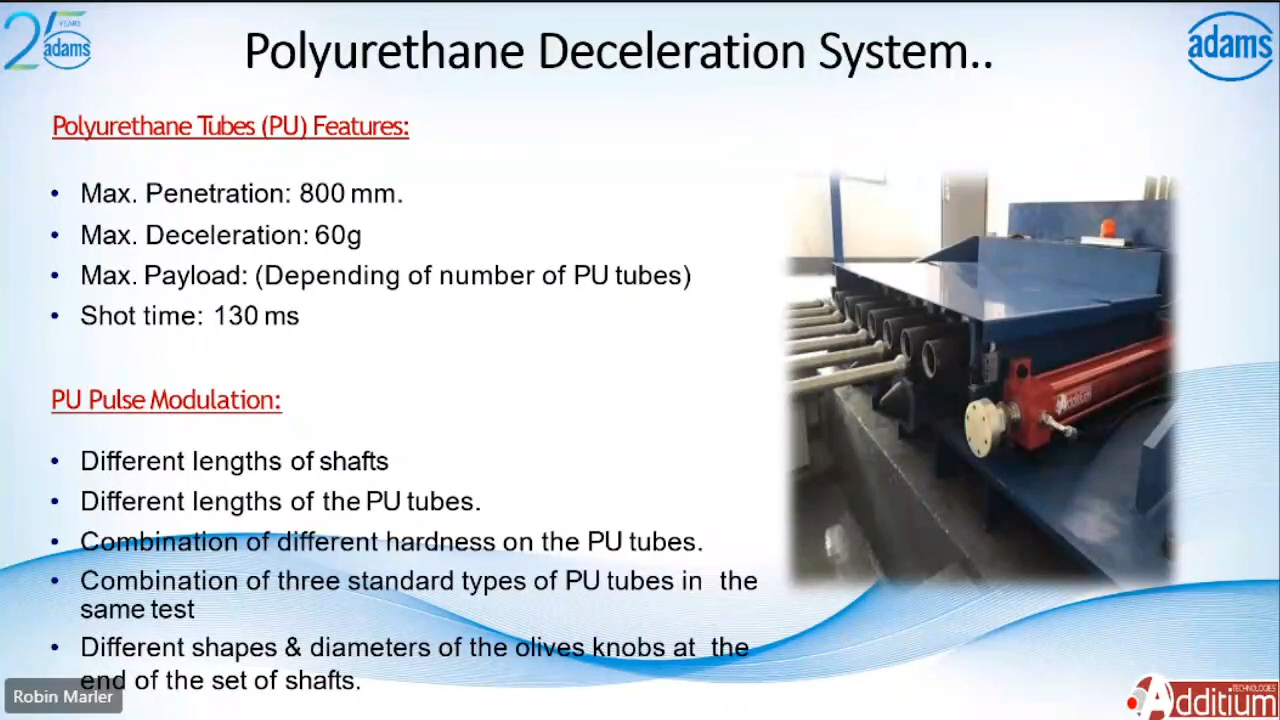 25 YEARS adams
Polyurethane Deceleration System..
adams
Polyurethane Tubes (PU) Features:
• Max. Penetration: 800 mm.
• Max. Deceleration: 60g
• Max. Payload: (Depending of number of PU tubes)
• Shot time: 130 ms
Additium
PU Pulse Modulation:
• Different lengths of shafts
• Different lengths of the PU tubes.
• Combination of different hardness on the PU tubes.
• Combination of three standard types of PU tubes in the
same test
• Different shapes & diameters of the olives knobs at the
end of the set of shafts.
Robin Marler
Additium TECHNOLOGIES